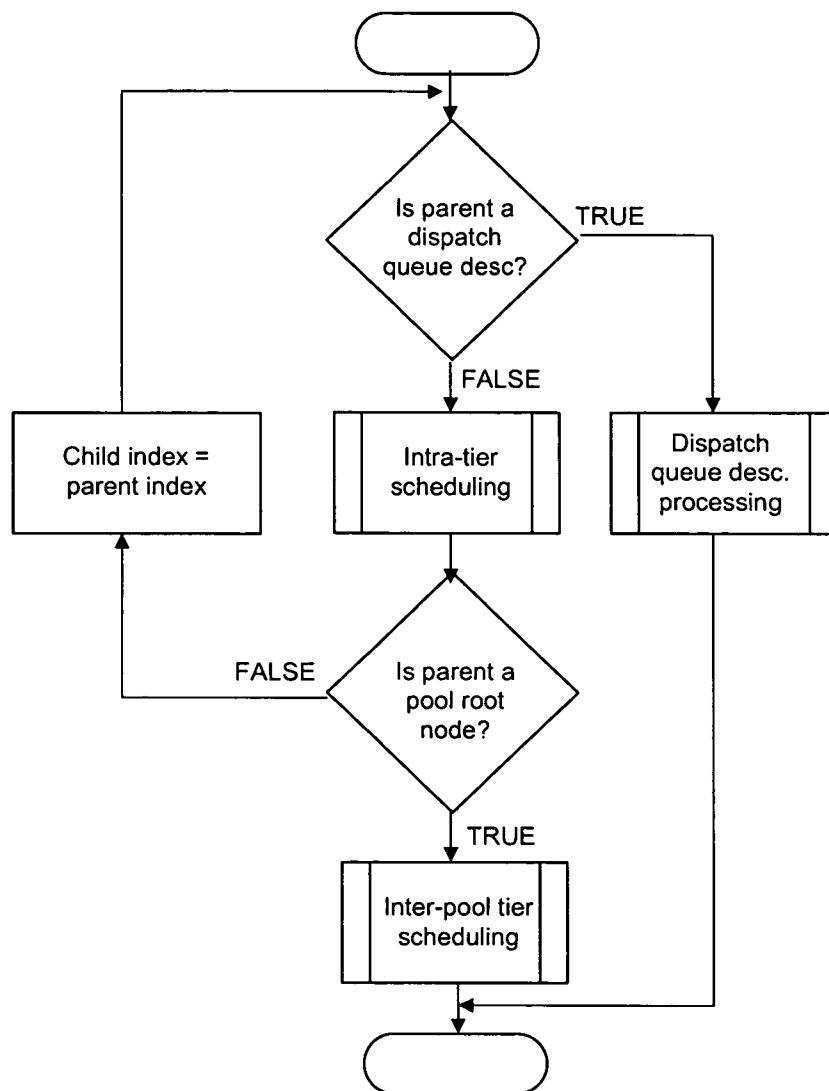 Is parent a
dispatch
queue desc?
TRUE
FALSE
Child index =
parent index
Intra-tier
scheduling
Dispatch
queue desc.
processing
FALSE
Is parent a
pool root
node?
TRUE
Inter-pool tier
scheduling